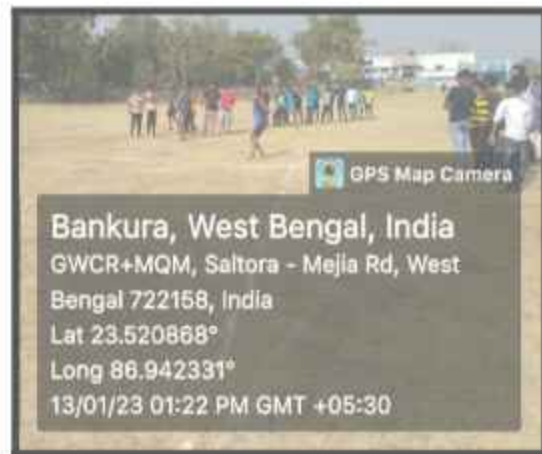 GPS Map Camera
Bankura, West Bengal, India
GWCR+MQM, Saltora - Mejia Rd, West
Bengal 722158, India
Lat 23.520868°
Long 86.942331°
13/01/23 01:22 PM GMT +05:30